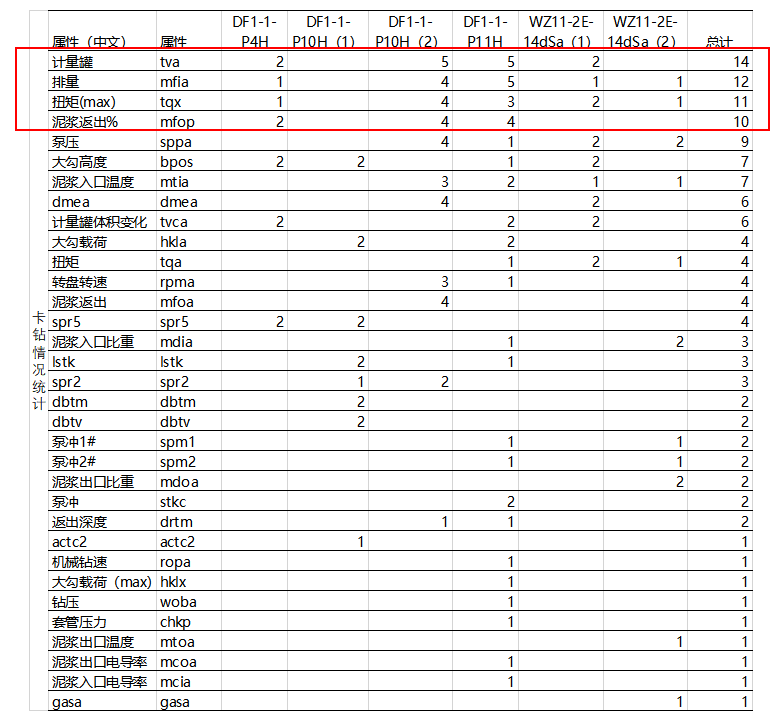 属性（中文） 属性 DF1-1-P4H DF1-1-P10H（1） DF1-1-P10H（2） DF1-1-P11H WZ11-2E-14dSa（1） WZ11-2E-14dSa（2） 总计
计量罐 tva 2 5 5 2 14
排量 mfia 1 4 5 1 1 12
扭矩(max) tqx 1 4 3 2 1 11
泥浆返出% mfop 2 4 4 10
泵压 sppa 4 1 2 2 9
大勾高度 bpos 2 2 1 2 7
泥浆入口温度 mtia 3 2 1 1 7
dmea dmea 4 2 6
计量罐体积变化 tvca 2 2 2 6
大勾载荷 hkla 2 2 4
扭矩 tqa 1 2 1 4
转盘转速 rpma 3 1 4
泥浆返出 mfoa 4 4
spr5 spr5 2 2 4
泥浆入口比重 mdia 1 2 3
lstk lstk 2 1 3
spr2 spr2 1 2 3
dbtm dbtm 2 2
dbtv dbtv 2 2
泵冲1# spm1 1 1 2
泵冲2# spm2 1 1 2
泥浆出口比重 mdoa 2 2
泵冲 stkc 2 2
返出深度 drtm 1 1 2
actc2 actc2 1 1
机械钻速 ropa 1 1
大勾载荷（max) hklx 1 1
钻压 woba 1 1
套管压力 chkp 1 1
泥浆出口温度 mtoa 1 1
泥浆出口电导率 mcoa 1 1
泥浆入口电导率 mcia 1 1
gasa gasa 1 1
卡钻情况统计